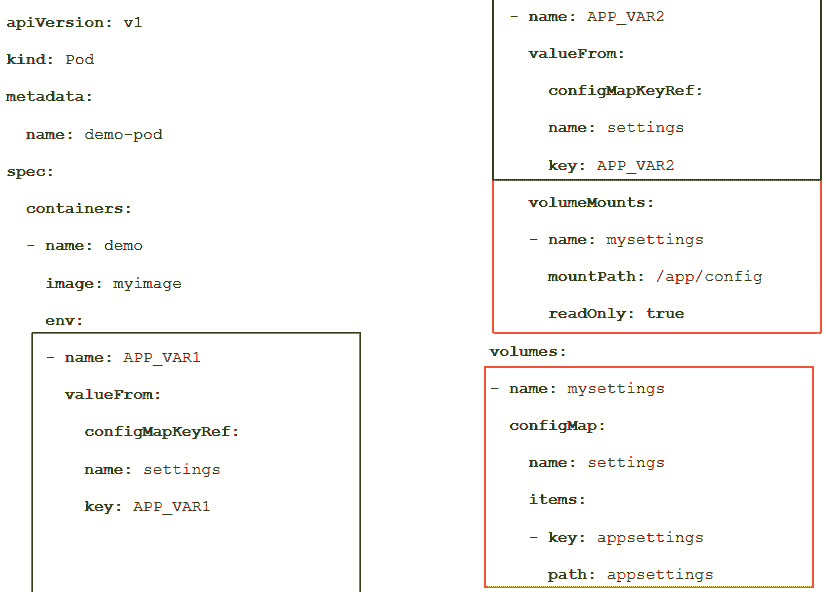 apiVersion: v1
kind: Pod
metadata:
  name: demo-pod
spec:
  containers:
  - name: demo
    image: myimage
    env:
    - name: APP_VAR1
      valueFrom:
        configMapKeyRef:
        name: settings
        key: APP_VAR1
  - name: APP_VAR2
    valueFrom:
      configMapKeyRef:
      name: settings
      key: APP_VAR2
    volumeMounts:
    - name: mysettings
      mountPath: /app/config
      readOnly: true
volumes:
- name: mysettings
  configMap:
    name: settings
    items:
    - key: appsettings
      path: appsettings